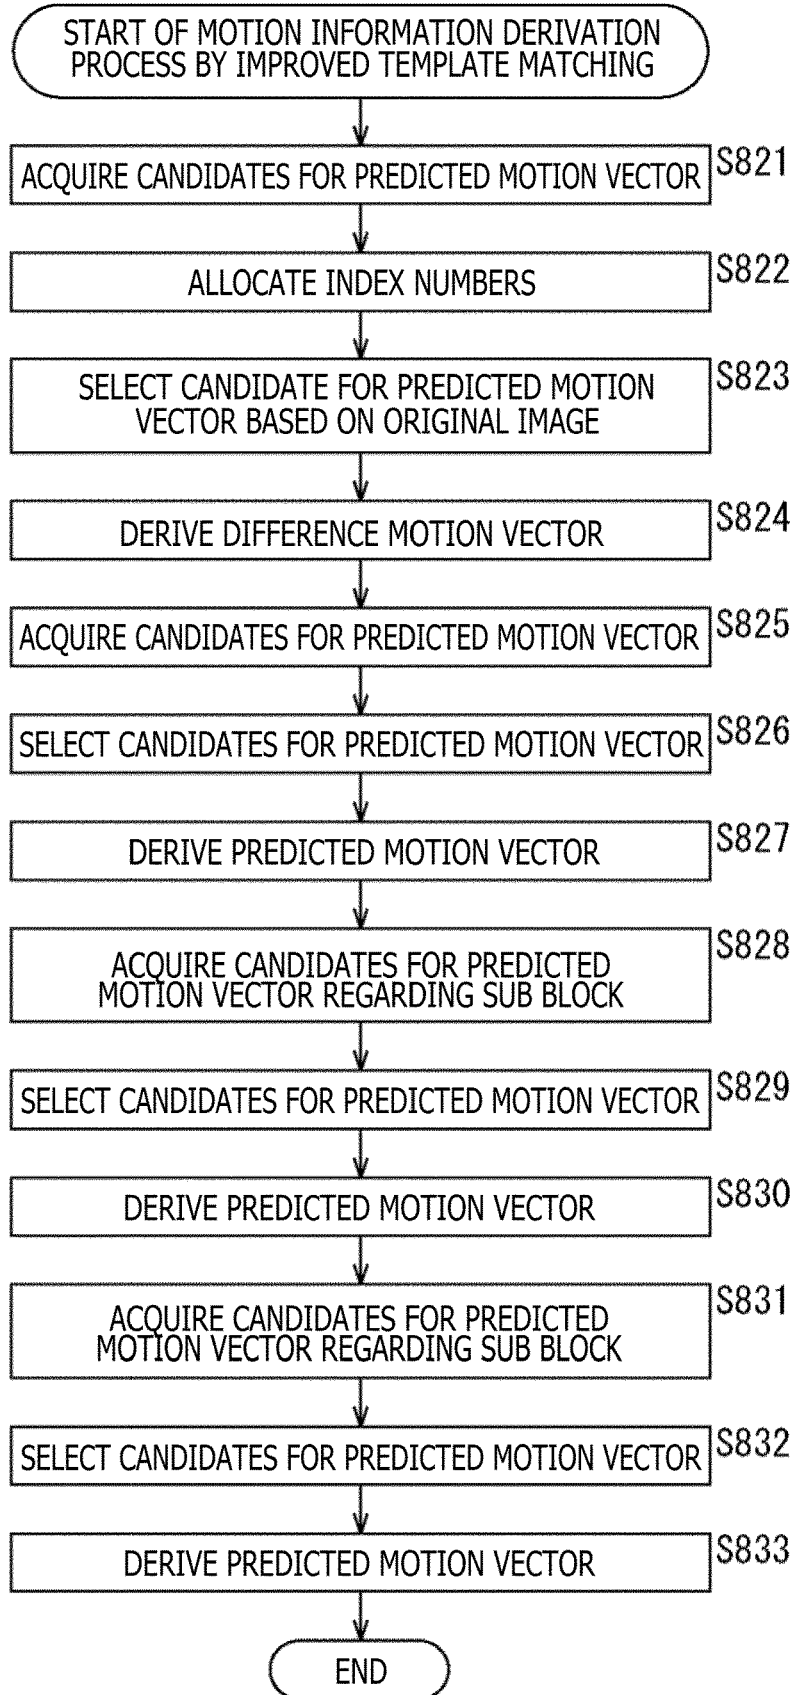 START OF MOTION INFORMATION DERIVATION
PROCESS BY IMPROVED TEMPLATE MATCHING
S821
ACQUIRE CANDIDATES FOR PREDICTED MOTION VECTOR
S822
ALLOCATE INDEX NUMBERS
S823
SELECT CANDIDATE FOR PREDICTED MOTION
VECTOR BASED ON ORIGINAL IMAGE
S824
DERIVE DIFFERENCE MOTION VECTOR
S825
ACQUIRE CANDIDATES FOR PREDICTED MOTION VECTOR
S826
SELECT CANDIDATES FOR PREDICTED MOTION VECTOR
S827
DERIVE PREDICTED MOTION VECTOR
S828
ACQUIRE CANDIDATES FOR PREDICTED
MOTION VECTOR REGARDING SUB BLOCK
S829
SELECT CANDIDATES FOR PREDICTED MOTION VECTOR
S830
DERIVE PREDICTED MOTION VECTOR
S831
ACQUIRE CANDIDATES FOR PREDICTED
MOTION VECTOR REGARDING SUB BLOCK
S832
SELECT CANDIDATES FOR PREDICTED MOTION VECTOR
S833
DERIVE PREDICTED MOTION VECTOR
END